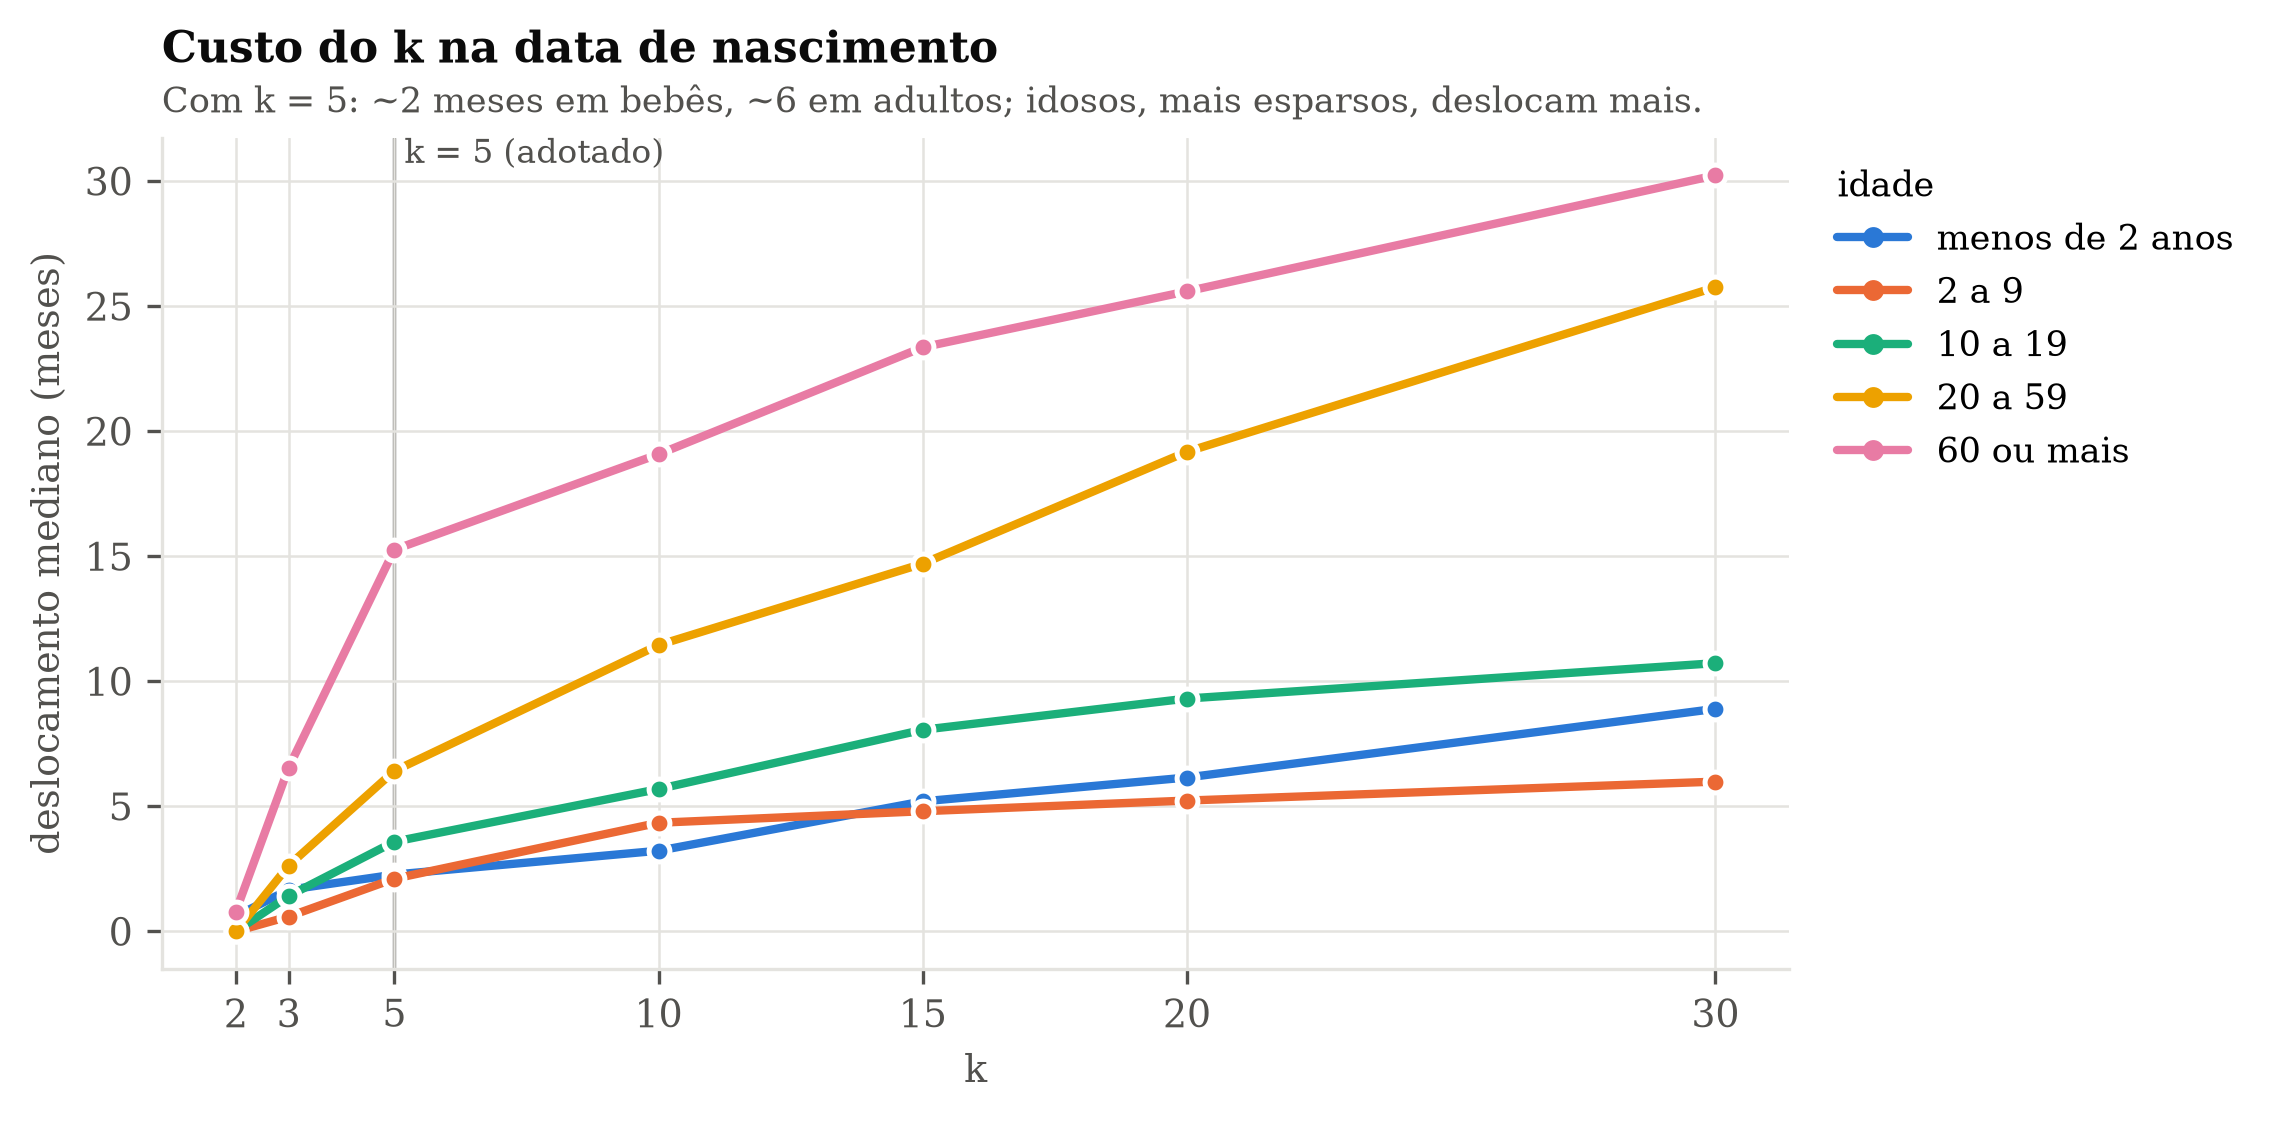 Custo do k na data de nascimento
Com k = 5: ~2 meses em bebês, ~6 em adultos; idosos, mais esparsos, deslocam mais.
k = 5 (adotado)
deslocamento mediano (meses)
30
25
20
15
10
5
0
2 3 5 10 15 20 30
k
idade
menos de 2 anos
2 a 9
10 a 19
20 a 59
60 ou mais